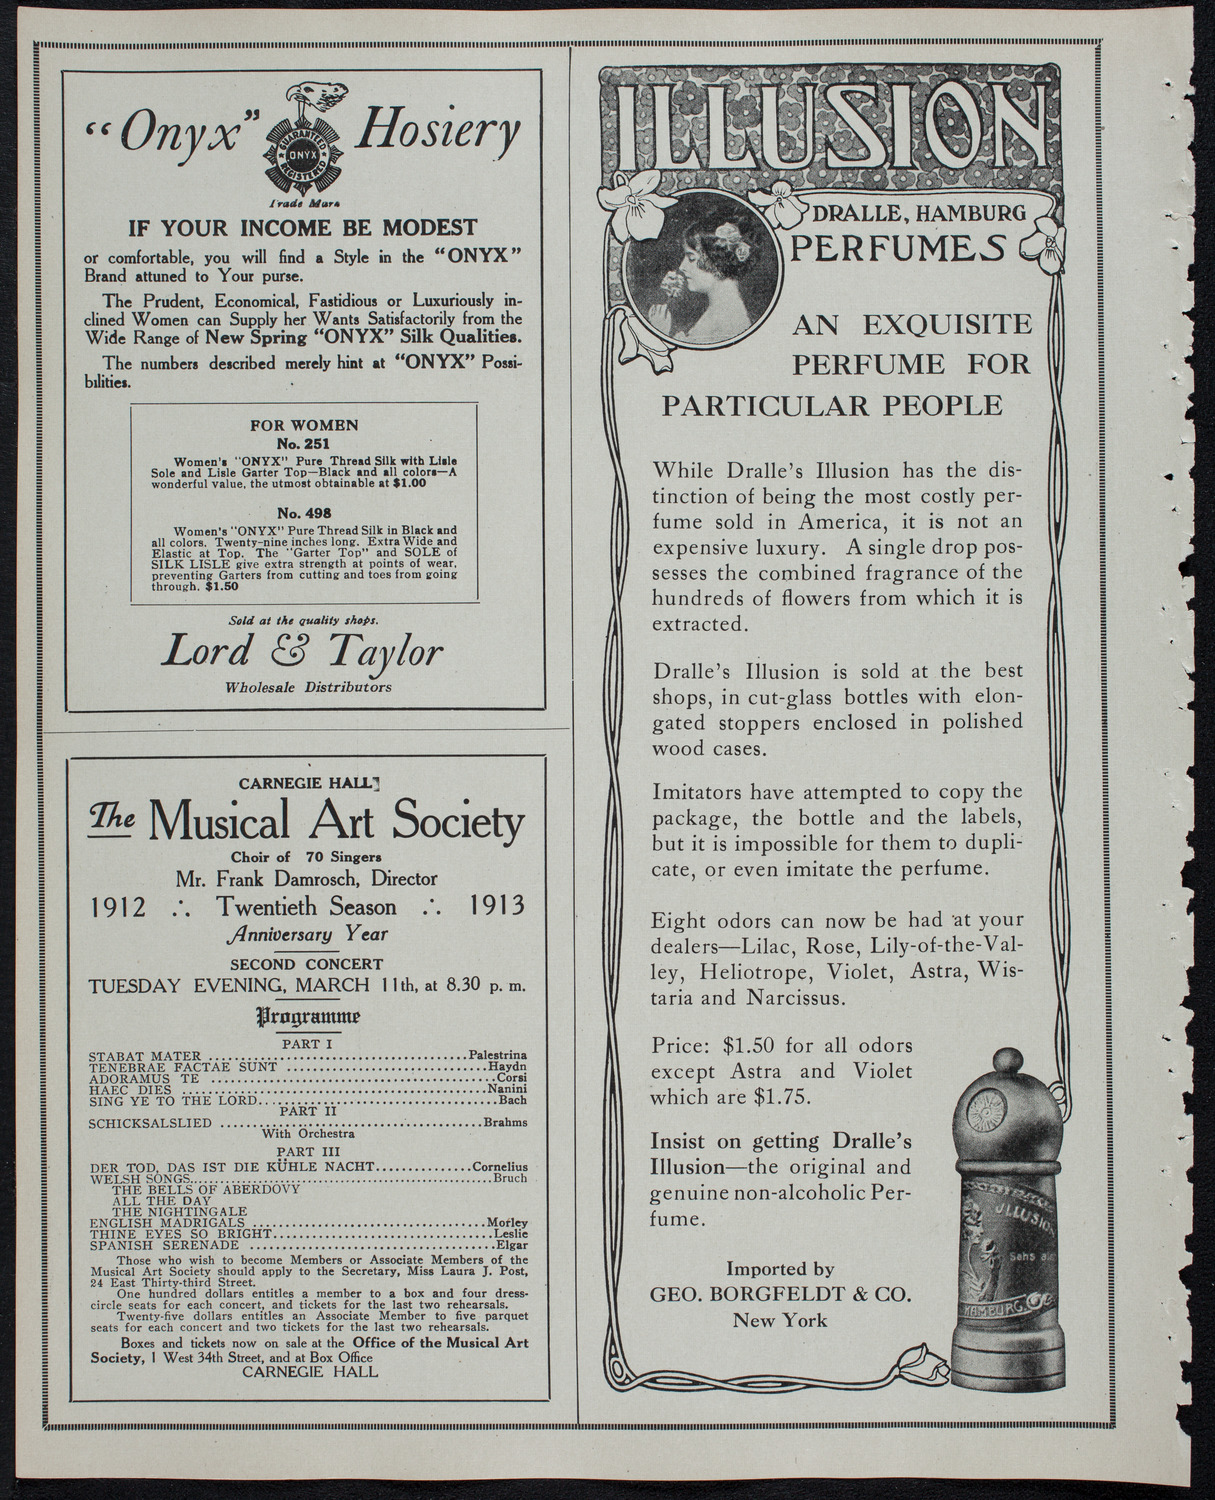 "Onyx" Hosiery
GUARANTEED
ONYX
REGISTERED
Trade Mark
IF YOUR INCOME BE MODEST
or comfortable, you will find a Style in the "ONYX"
Brand attuned to Your purse.
The Prudent, Economical, Fastidious or Luxuriously in-
clined Women can Supply her Wants Satisfactorily from the
Wide Range of New Spring "ONYX" Silk Qualities.
The numbers described merely hint at "ONYX" Possi-
bilities.
FOR WOMEN
No. 251
Women's "ONYX" Pure Thread Silk with Lisle
Sole and Lisle Garter Top—Black and all colors—A
wonderful value, the utmost obtainable at $1.00
No. 498
Women's "ONYX" Pure Thread Silk in Black and
all colors. Twenty-nine inches long. Extra Wide and
Elastic at Top. The "Garter Top" and SOLE of
SILK LISLE give extra strength at points of wear,
preventing Garters from cutting and toes from going
through. $1.50
Sold at the quality shops.
Lord & Taylor
Wholesale Distributors
CARNEGIE HALL
The Musical Art Society
Choir of 70 Singers
Mr. Frank Damrosch, Director
1912 ∴ Twentieth Season ∴ 1913
Anniversary Year
SECOND CONCERT
TUESDAY EVENING, MARCH 11th, at 8.30 p. m.
Programme
PART I
STABAT MATER ........ Palestrina
TENEBRAE FACTAE SUNT ........ Haydn
ADORAMUS TE ........ Corsi
HAEC DIES ........ Nanini
SING YE TO THE LORD ........ Bach
PART II
SCHICKSALSLIED ........ Brahms
With Orchestra
PART III
DER TOD, DAS IST DIE KÜHLE NACHT ........ Cornelius
WELSH SONGS ........ Bruch
THE BELLS OF ABERDOVY
ALL THE DAY
THE NIGHTINGALE
ENGLISH MADRIGALS ........ Morley
THINE EYES SO BRIGHT ........ Leslie
SPANISH SERENADE ........ Elgar
Those who wish to become Members or Associate Members of the
Musical Art Society should apply to the Secretary, Miss Laura J. Post,
24 East Thirty-third Street.
One hundred dollars entitles a member to a box and four dress-
circle seats for each concert, and tickets for the last two rehearsals.
Twenty-five dollars entitles an Associate Member to five parquet
seats for each concert and two tickets for the last two rehearsals.
Boxes and tickets now on sale at the Office of the Musical Art
Society, 1 West 34th Street, and at Box Office
CARNEGIE HALL
ILLUSION
DRALLE, HAMBURG
PERFUMES
AN EXQUISITE
PERFUME FOR
PARTICULAR PEOPLE
While Dralle's Illusion has the dis-
tinction of being the most costly per-
fume sold in America, it is not an
expensive luxury. A single drop pos-
sesses the combined fragrance of the
hundreds of flowers from which it is
extracted.
Dralle's Illusion is sold at the best
shops, in cut-glass bottles with elon-
gated stoppers enclosed in polished
wood cases.
Imitators have attempted to copy the
package, the bottle and the labels,
but it is impossible for them to dupli-
cate, or even imitate the perfume.
Eight odors can now be had at your
dealers—Lilac, Rose, Lily-of-the-Val-
ley, Heliotrope, Violet, Astra, Wis-
taria and Narcissus.
Price: $1.50 for all odors
except Astra and Violet
which are $1.75.
Insist on getting Dralle's
Illusion—the original and
genuine non-alcoholic Per-
fume.
Imported by
GEO. BORGFELDT & CO.
New York
ILLUSION
HAMBURG